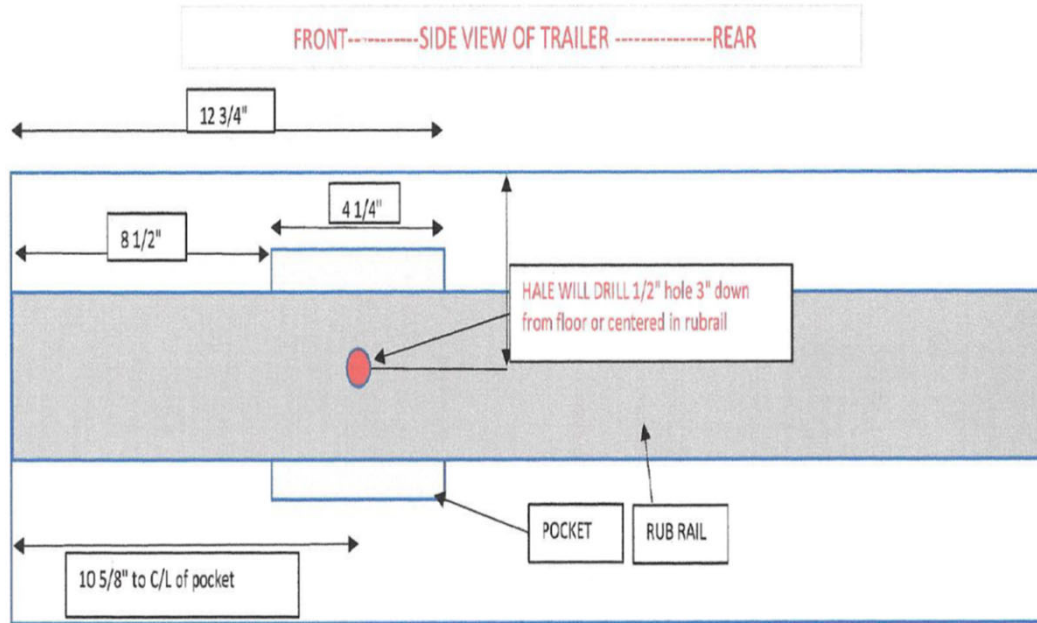 FRONT----------SIDE VIEW OF TRAILER ---------------REAR
12 3/4"
4 1/4"
8 1/2"
HALE WILL DRILL 1/2" hole 3" down
from floor or centered in rubrail
POCKET
RUB RAIL
10 5/8" to C/L of pocket